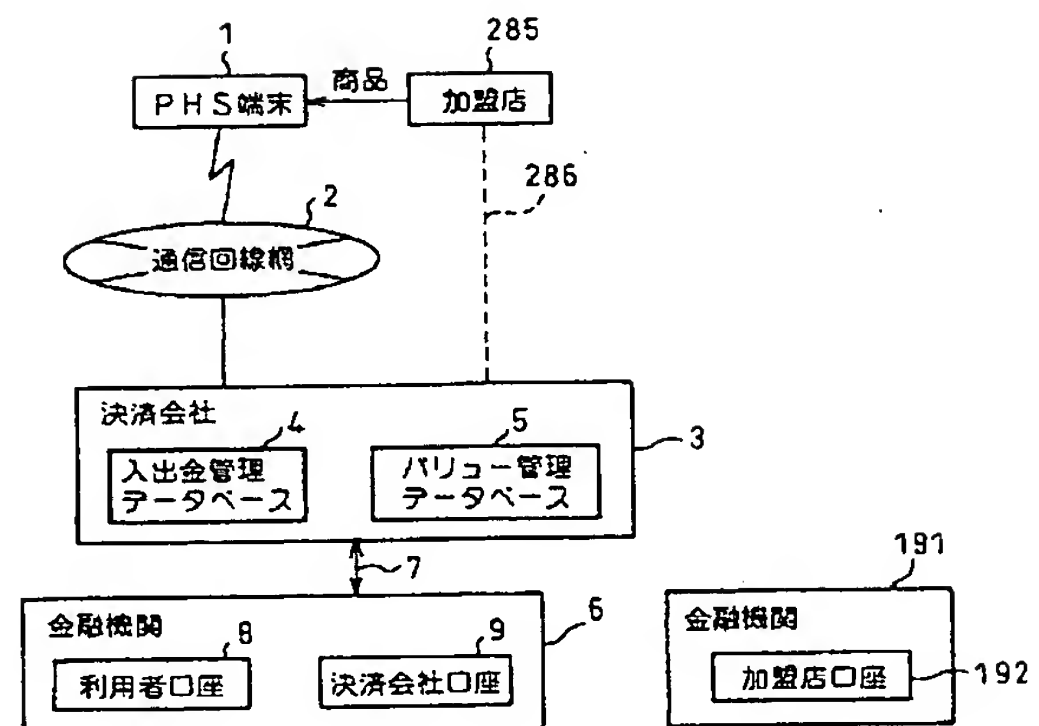 1
285
PHS端末
商品
加盟店
286
2
通信回線網
決済会社
4
5
3
入出金管理
データベース
バリュー管理
データベース
7
191
金融機関
8
9
6
利用者口座
決済会社口座
金融機関
加盟店口座
192